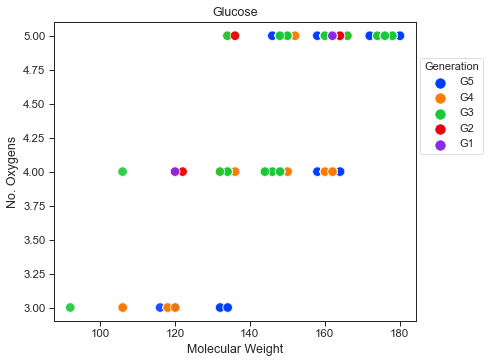 Glucose
5.00
4.75
4.50
4.25
4.00
3.75
3.50
3.25
3.00
No. Oxygens
100
120
140
160
180
Molecular Weight
Generation
G5
G4
G3
G2
G1